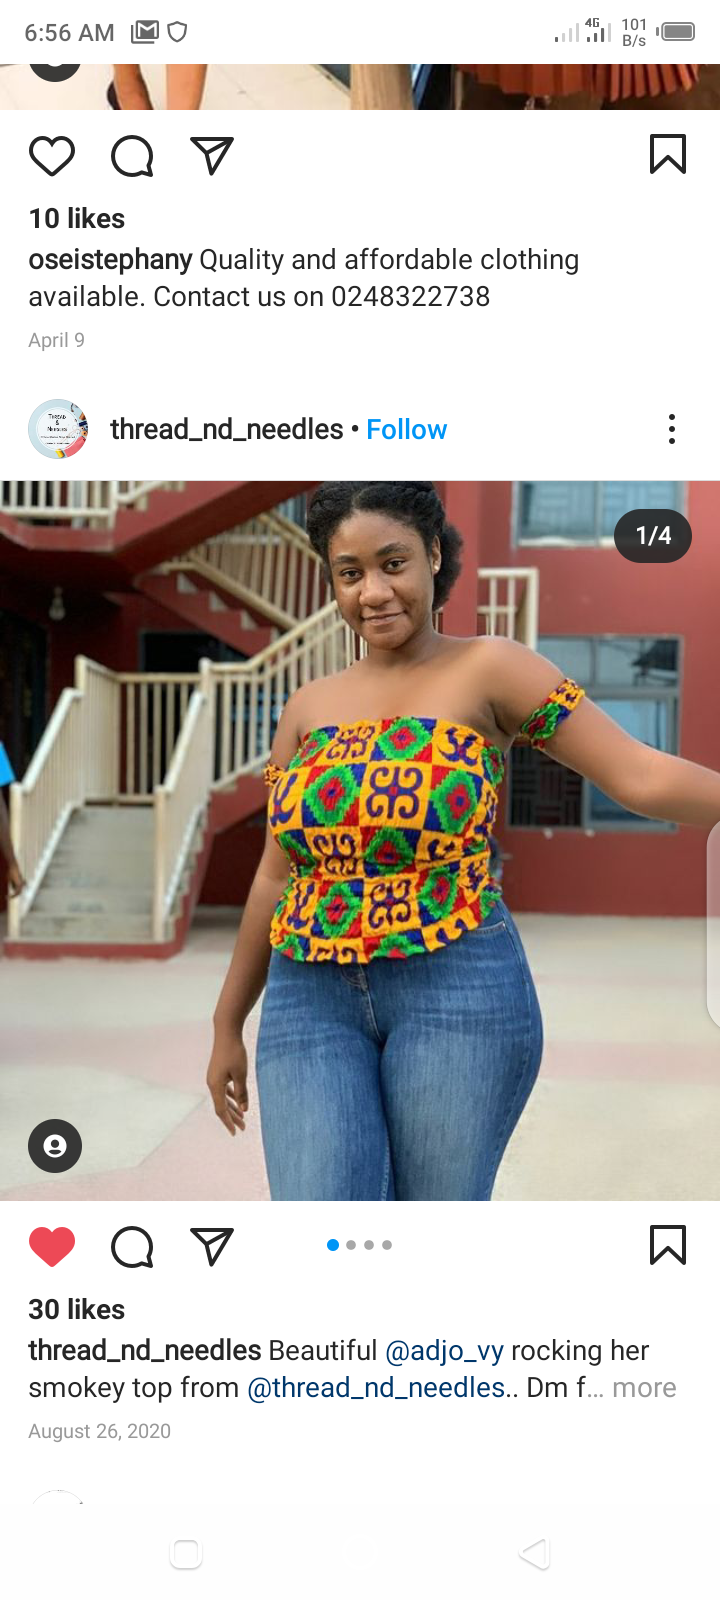 6:56 AM
4G
101
B/s
10 likes
oseistephany Quality and affordable clothing
available. Contact us on 0248322738
April 9
THREAD
&
NEEDLES
thread_nd_needles • Follow
1/4
30 likes
thread_nd_needles Beautiful @adjo_vy rocking her
smokey top from @thread_nd_needles.. Dm f... more
August 26, 2020